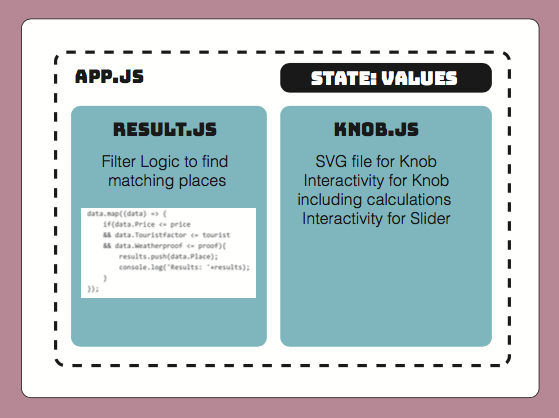 APP.JS
STATE: VALUES
RESULT.JS
Filter Logic to find
matching places
data.map((data) => {
if(data.Price <= price
&& data.Touristfactor <= tourist
&& data.Weatherproof <= proof){
results.push(data.Place);
console.log('Results: '+results);
}
});
KNOB.JS
SVG file for Knob
Interactivity for Knob
including calculations
Interactivity for Slider